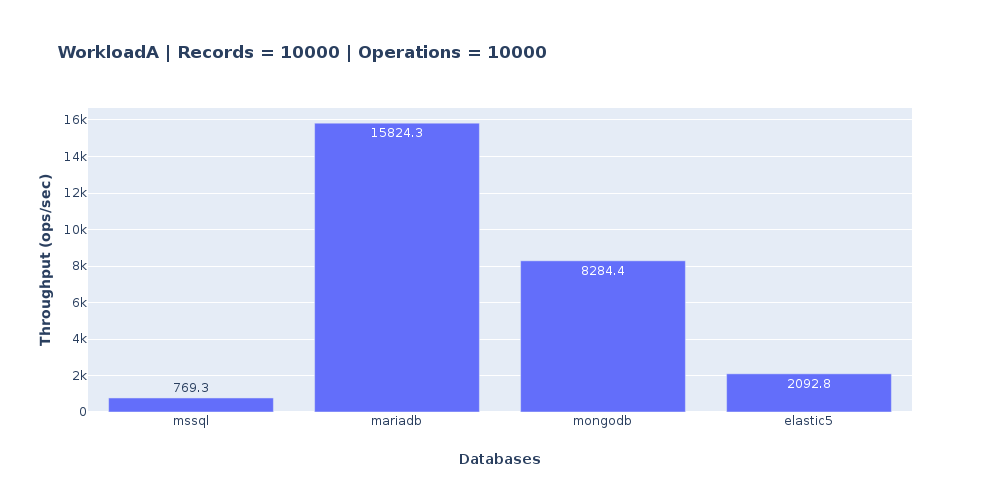 WorkloadA | Records = 10000 | Operations = 10000
Throughput (ops/sec)
16k
14k
12k
10k
8k
6k
4k
2k
0
769.3
15824.3
8284.4
2092.8
mssql
mariadb
mongodb
elastic5
Databases